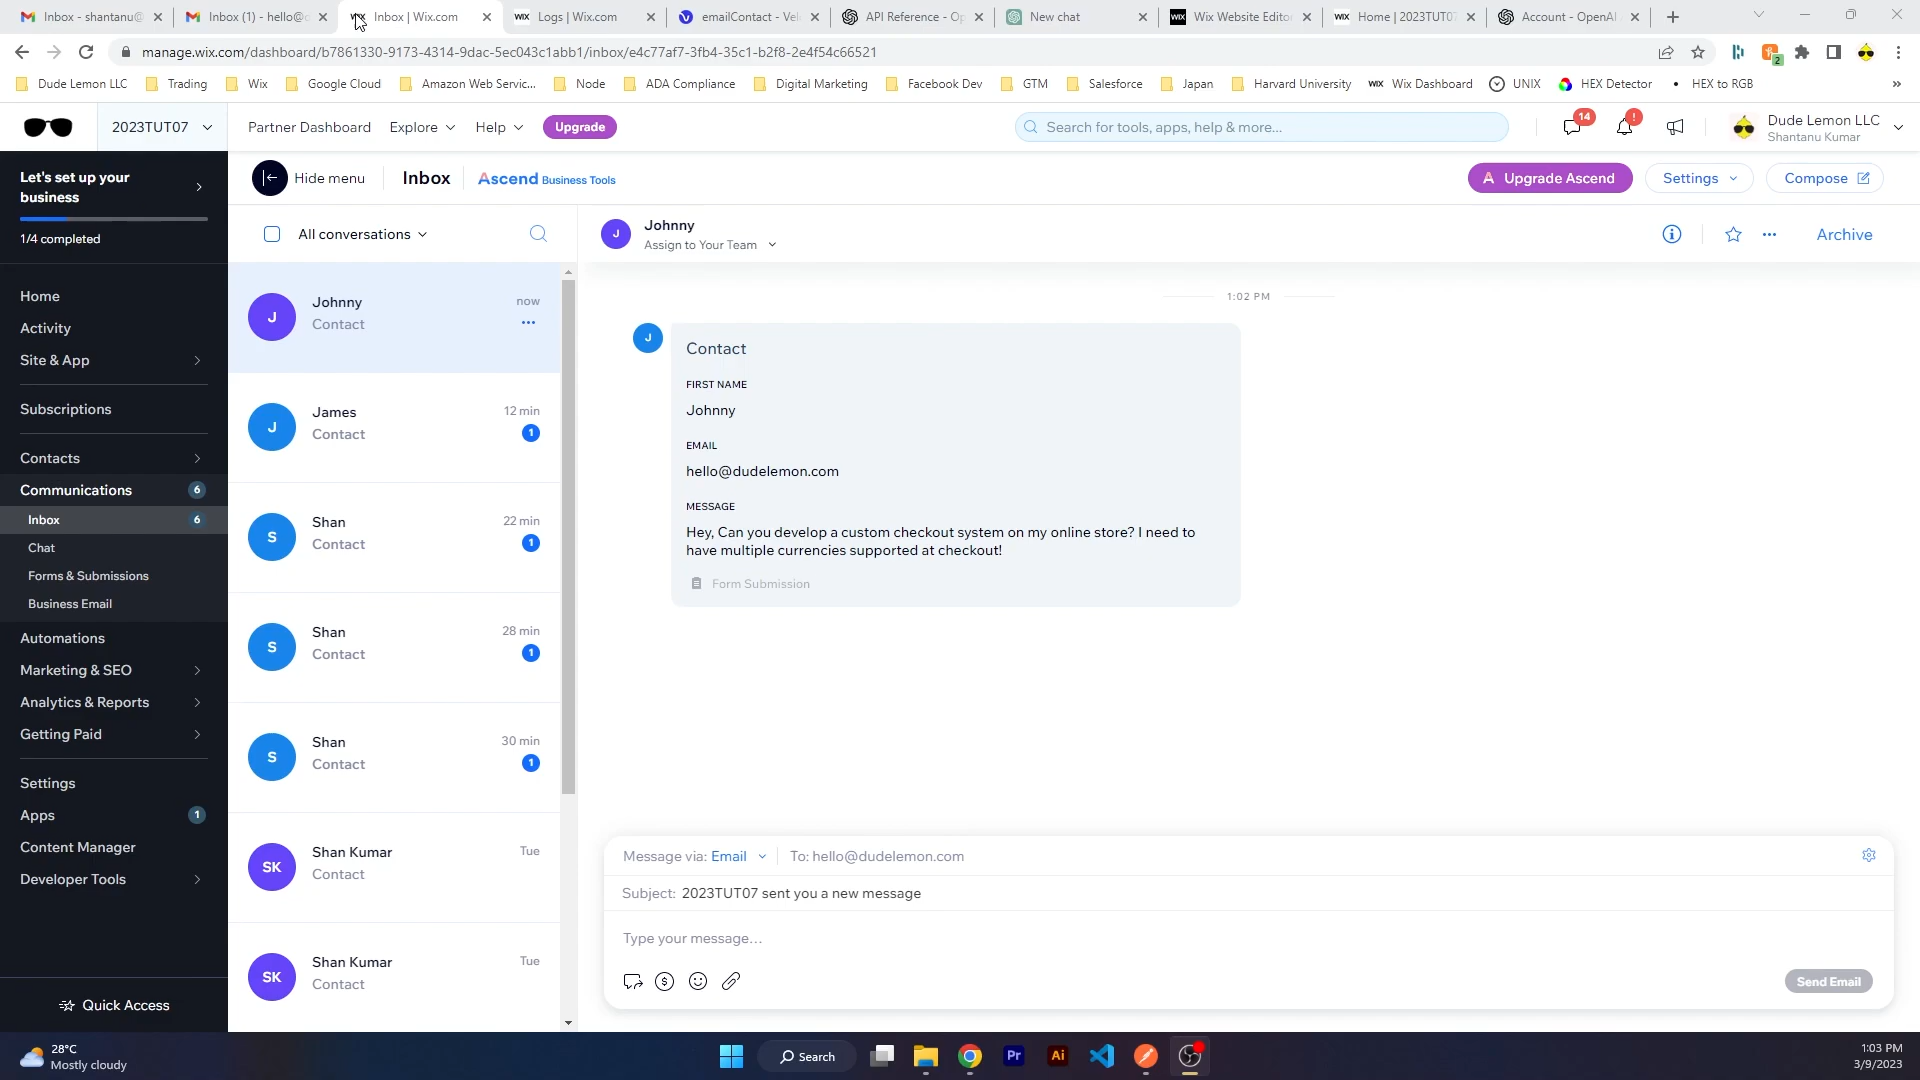 Inbox - shantanu@
Inbox (1) - hello@
Inbox | Wix.com
Logs | Wix.com
emailContact - Vel
API Reference - Op
New chat
Wix Website Editor
Home | 2023TUT07
Account - OpenAI
manage.wix.com/dashboard/b7861330-9173-4314-9dac-5ec043c1abb1/inbox/e4c77af7-3fb4-35c1-b2f8-2e4f54c66521
2
Dude Lemon LLC
Trading
Wix
Google Cloud
Amazon Web Servic...
Node
ADA Compliance
Digital Marketing
Facebook Dev
GTM
Salesforce
Japan
Harvard University
WIX Wix Dashboard
UNIX
HEX Detector
HEX to RGB
»
2023TUT07
Partner Dashboard
Explore
Help
Upgrade
Search for tools, apps, help & more...
14
!
Dude Lemon LLC
Shantanu Kumar
Let's set up your
business
1/4 completed
Home
Activity
Site & App
Subscriptions
Contacts
Communications 6
Inbox 6
Chat
Forms & Submissions
Business Email
Automations
Marketing & SEO
Analytics & Reports
Getting Paid
Settings
Apps 1
Content Manager
Developer Tools
Quick Access
Hide menu
Inbox
Ascend Business Tools
Upgrade Ascend
Settings
Compose
All conversations
J
Johnny
now
Contact
J
James
12 min
Contact
1
S
Shan
22 min
Contact
1
S
Shan
28 min
Contact
1
S
Shan
30 min
Contact
1
SK
Shan Kumar
Tue
Contact
SK
Shan Kumar
Tue
Contact
J
Johnny
Assign to Your Team
Archive
1:02 PM
J
Contact
FIRST NAME
Johnny
EMAIL
hello@dudelemon.com
MESSAGE
Hey, Can you develop a custom checkout system on my online store? I need to
have multiple currencies supported at checkout!
Form Submission
Message via: Email
To: hello@dudelemon.com
Subject: 2023TUT07 sent you a new message
Type your message...
Send Email
28°C
Mostly cloudy
Search
Pr
Ai
1:03 PM
3/9/2023